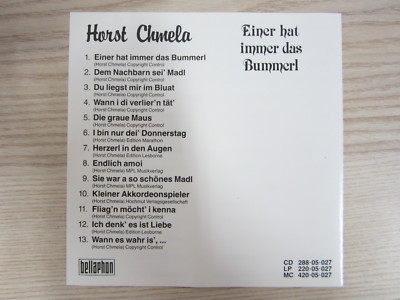 Horst Chmela
Einer hat
immer das
Bummerl
1. Einer hat immer das Bummerl
(Horst Chmela) Copyright Control
2. Dem Nachbarn sei' Madl
(Horst Chmela) Copyright Control
3. Du liegst mir im Bluat
(Horst Chmela) Copyright Control
4. Wann i di verlier'n tät'
(Horst Chmela) Copyright Control
5. Die graue Maus
(Horst Chmela) Copyright Control
6. I bin nur dei' Donnerstag
(Horst Chmela) Edition Marathon
7. Herzerl in den Augen
(Horst Chmela) Edition Lesborne
8. Endlich amoi
(Horst Chmela) MPL Musikverlag
9. Sie war a so schönes Madl
(Horst Chmela) MPL Musikverlag
10. Kleiner Akkordeonspieler
(Horst Chmela) Hochmut Verlagsgesellschaft
11. Fliag'n möcht' i kenna
(Horst Chmela) Copyright Control
12. Ich denk' es ist Liebe
(Horst Chmela) Edition Lesborne
13. Wann es wahr is', ...
(Horst Chmela) Copyright Control
bellaphon
CD 288·05·027
LP 220·05·027
MC 420·05·027